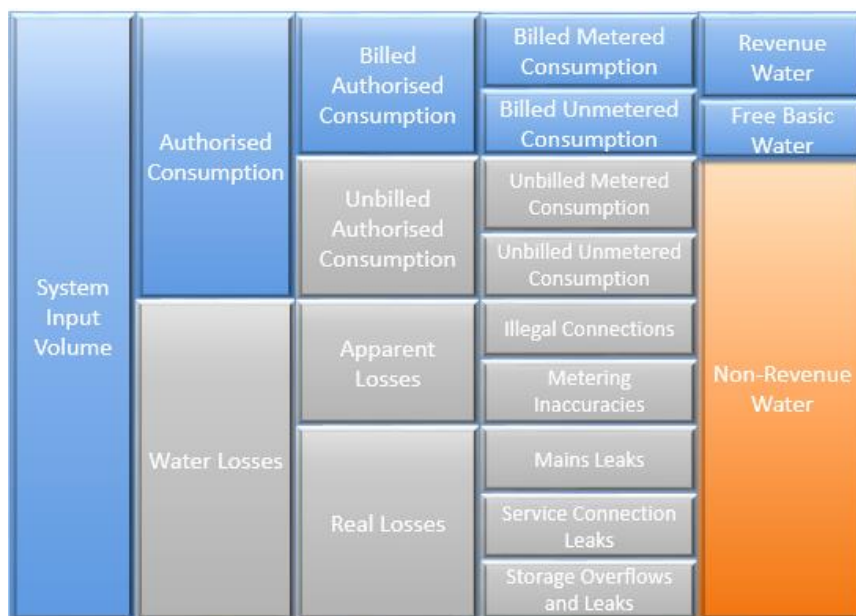 System
Input
Volume
Authorised
Consumption
Water Losses
Billed
Authorised
Consumption
Unbilled
Authorised
Consumption
Apparent
Losses
Real Losses
Billed Metered
Consumption
Billed Unmetered
Consumption
Unbilled Metered
Consumption
Unbilled Unmetered
Consumption
Illegal Connections
Metering
Inaccuracies
Mains Leaks
Service Connection
Leaks
Storage Overflows
and Leaks
Revenue
Water
Free Basic
Water
Non-Revenue
Water